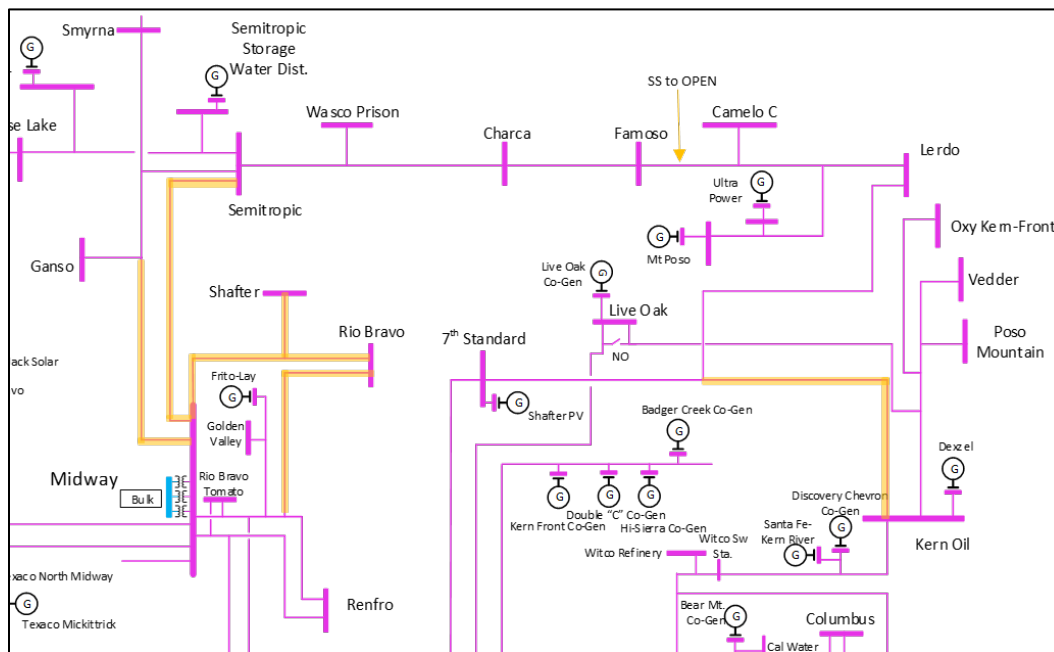 Smyrna
G
Semitropic
Storage
Water Dist.
G
SS to OPEN
se Lake
Wasco Prison
Charca
Famoso
Camelo C
Lerdo
Semitropic
Ultra
Power
G
G
Mt Poso
Oxy Kern-Front
Ganso
Live Oak
Co-Gen
G
Vedder
Shafter
Live Oak
Rio Bravo
7th Standard
NO
Poso
Mountain
ack Solar
vo
Frito-Lay
G
G
Shafter PV
Badger Creek Co-Gen
G
Golden
Valley
Dexzel
G
Midway
Bulk
Rio Bravo
Tomato
G
G
G
Double "C" Co-Gen
Kern Front Co-Gen
Hi-Sierra Co-Gen
Discovery Chevron
Co-Gen
G
Santa Fe-
Kern River
G
Kern Oil
Witco Refinery
Witco Sw
Sta.
exaco North Midway
G
Texaco Mickittrick
Renfro
Bear Mt.
Co-Gen
G
Cal Water
Columbus